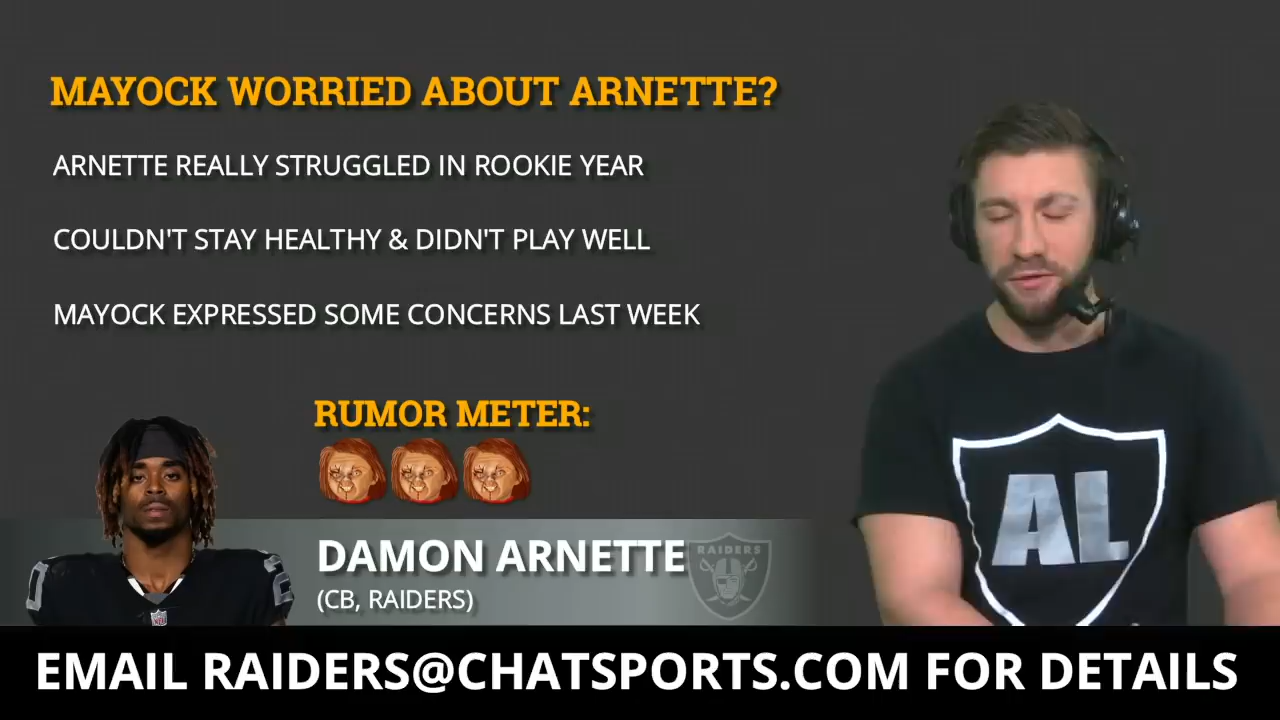 MAYOCK WORRIED ABOUT ARNETTE?
ARNETTE REALLY STRUGGLED IN ROOKIE YEAR
COULDN'T STAY HEALTHY & DIDN'T PLAY WELL
MAYOCK EXPRESSED SOME CONCERNS LAST WEEK
RUMOR METER:
DAMON ARNETTE
(CB, RAIDERS)
RAIDERS
AL
EMAIL RAIDERS@CHATSPORTS.COM FOR DETAILS